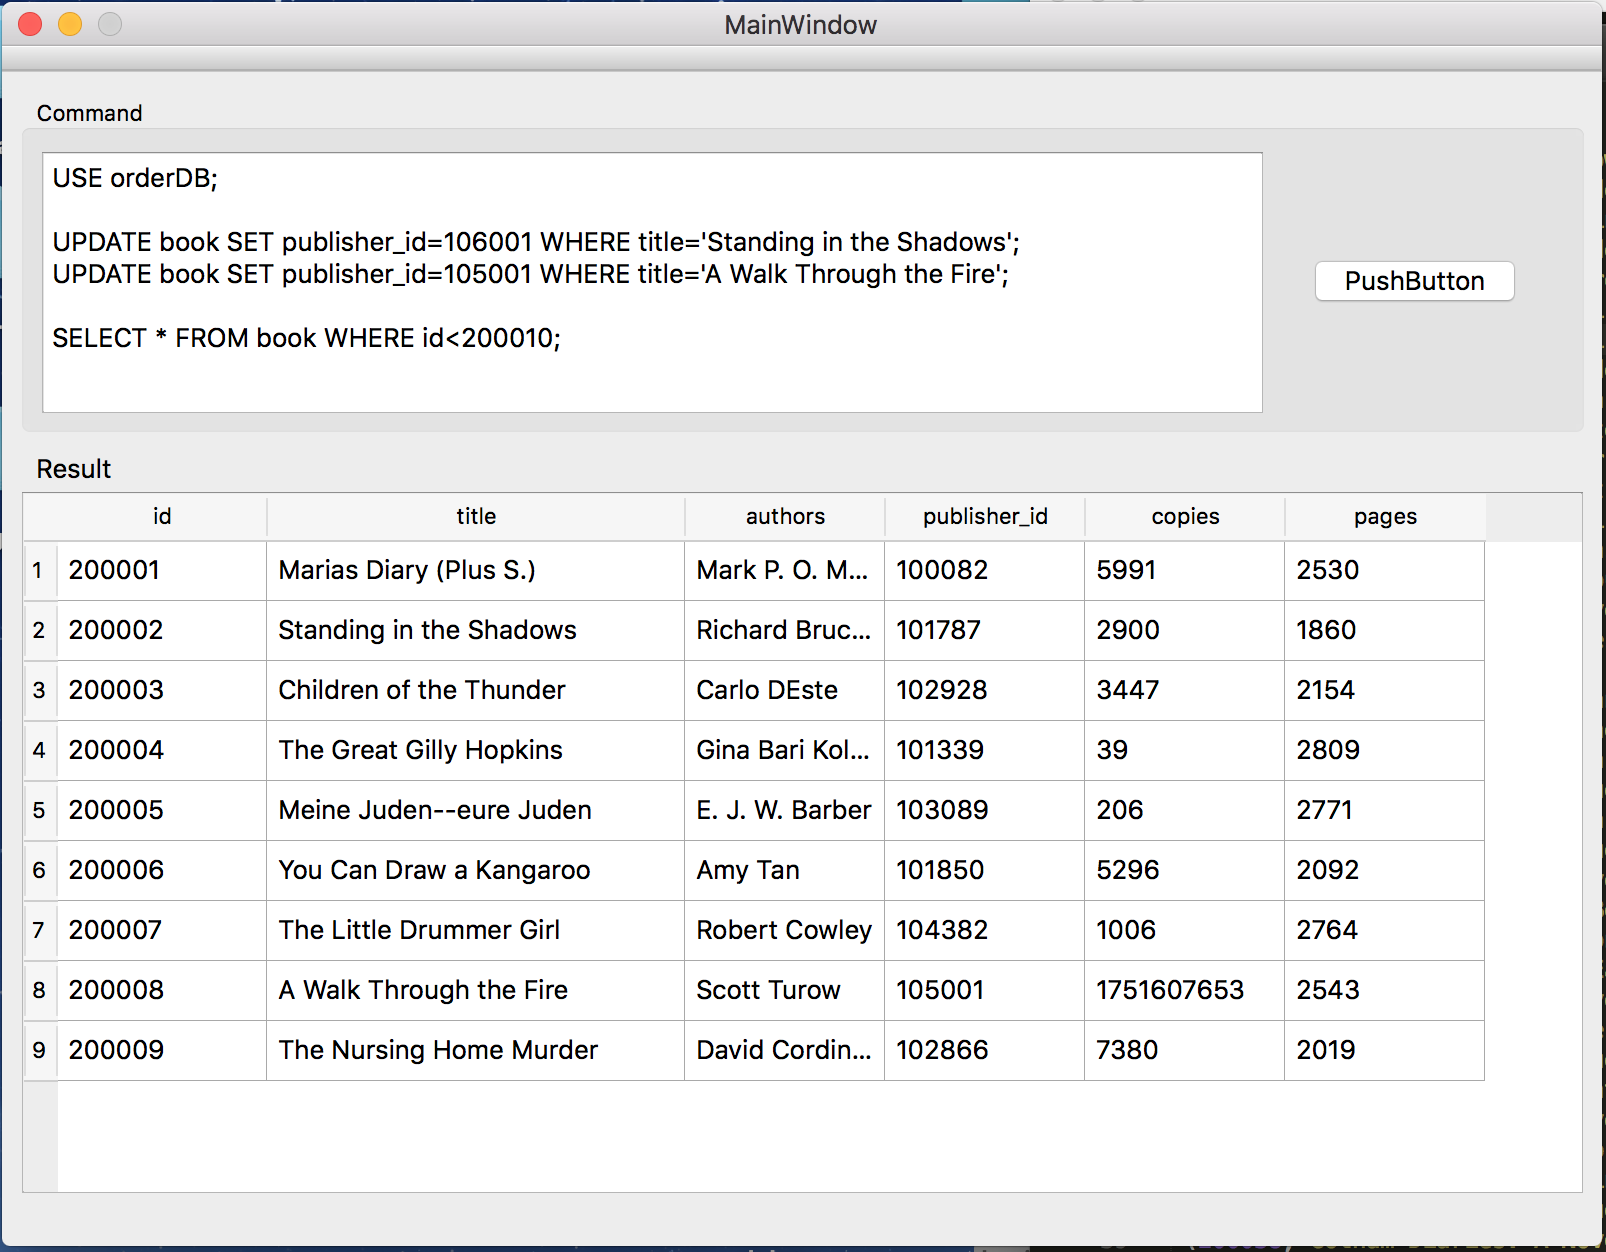 MainWindow
Command
USE orderDB;
UPDATE book SET publisher_id=106001 WHERE title='Standing in the Shadows';
UPDATE book SET publisher_id=105001 WHERE title='A Walk Through the Fire';
SELECT * FROM book WHERE id<200010;
PushButton
Result
id title authors publisher_id copies pages
1 200001 Marias Diary (Plus S.) Mark P. O. M... 100082 5991 2530
2 200002 Standing in the Shadows Richard Bruc... 101787 2900 1860
3 200003 Children of the Thunder Carlo DEste 102928 3447 2154
4 200004 The Great Gilly Hopkins Gina Bari Kol... 101339 39 2809
5 200005 Meine Juden--eure Juden E. J. W. Barber 103089 206 2771
6 200006 You Can Draw a Kangaroo Amy Tan 101850 5296 2092
7 200007 The Little Drummer Girl Robert Cowley 104382 1006 2764
8 200008 A Walk Through the Fire Scott Turow 105001 1751607653 2543
9 200009 The Nursing Home Murder David Cordin... 102866 7380 2019